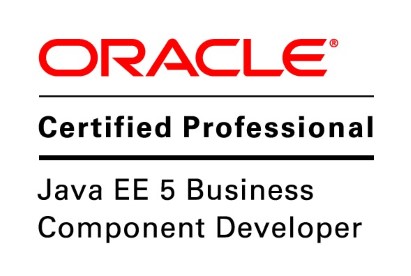 ORACLE®
Certified Professional
Java EE 5 Business
Component Developer